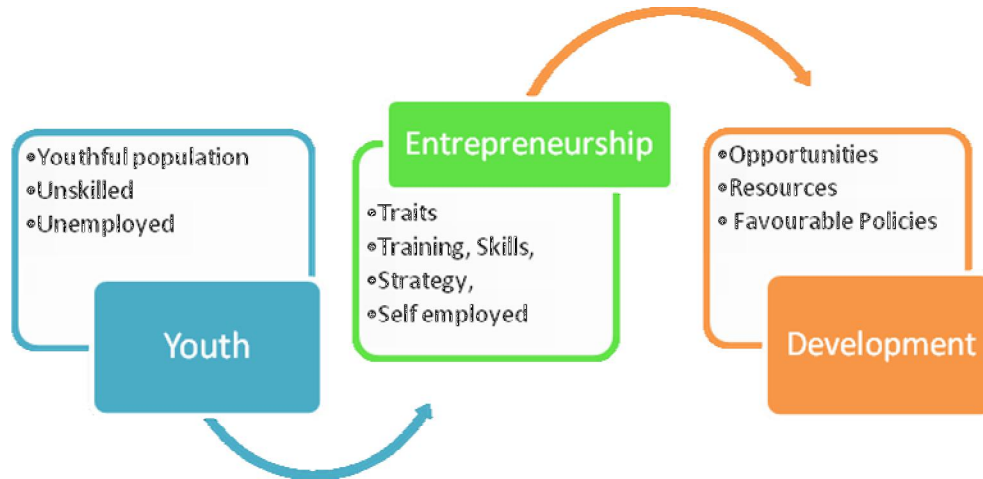 •Youthful population
•Unskilled
•Unemployed
Youth
Entrepreneurship
•Traits
•Training, Skills,
•Strategy,
•Self employed
•Opportunities
•Resources
• Favourable Policies
Development